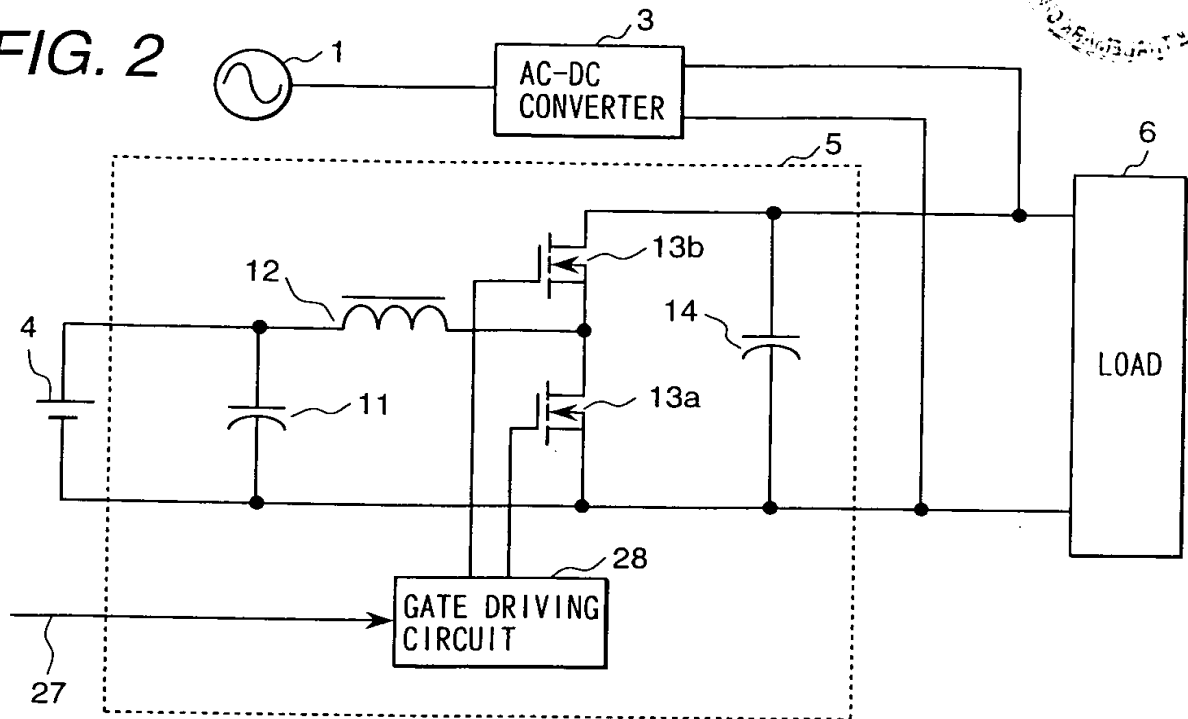 FIG. 2
1
3
AC-DC
CONVERTER
5
6
13b
12
14
4
LOAD
11
13a
28
GATE DRIVING
CIRCUIT
27